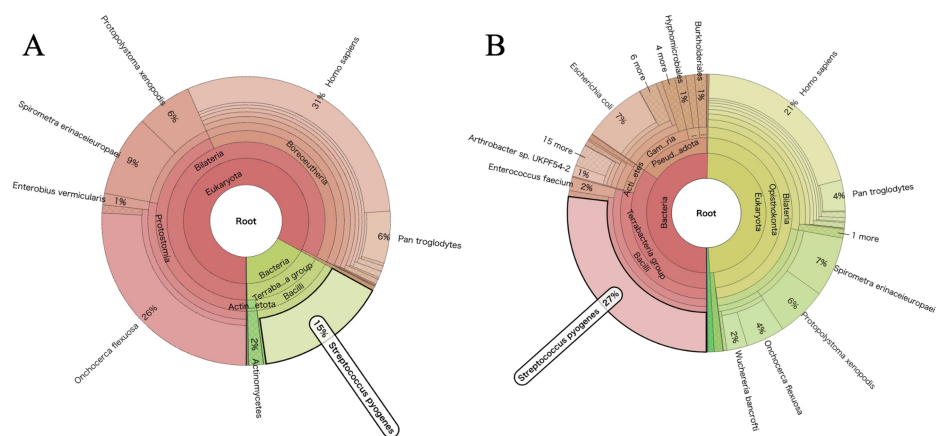 A
Protopolystoma xenopodis
6%
Homo sapiens
31%
Spirometra erinaceieuropaei
9%
Enterobius vermicularis
1%
Bilateria
Boreoeutheria
Eukaryota
Root
Protostomia
6%
Pan troglodytes
Bacteria
Terraba...a group
Actin...etota
Bacilli
26%
Onchocerca flexuosa
2%
Actinomycetes
15% Streptococcus pyogenes
B
Burkholderiales
Hyphomicrobiales
4 more
6 more
1%
1%
Homo sapiens
21%
Escherichia coli
7%
15 more
Arthrobacter sp. UKPF54-2
1%
Enterococcus faecium
2%
Gam...ria
... ...
Pseud...adota
Acti...etes
Terrabacteria group
Bacteria
Bacilli
Root
Eukaryota
Opisthokonta
Bilateria
4%
Pan troglodytes
1 more
7%
Spirometra erinaceieuropaei
6%
Protopolystoma xenopodis
4%
Onchocerca flexuosa
2%
Wuchereria bancrofti
Streptococcus pyogenes 27%